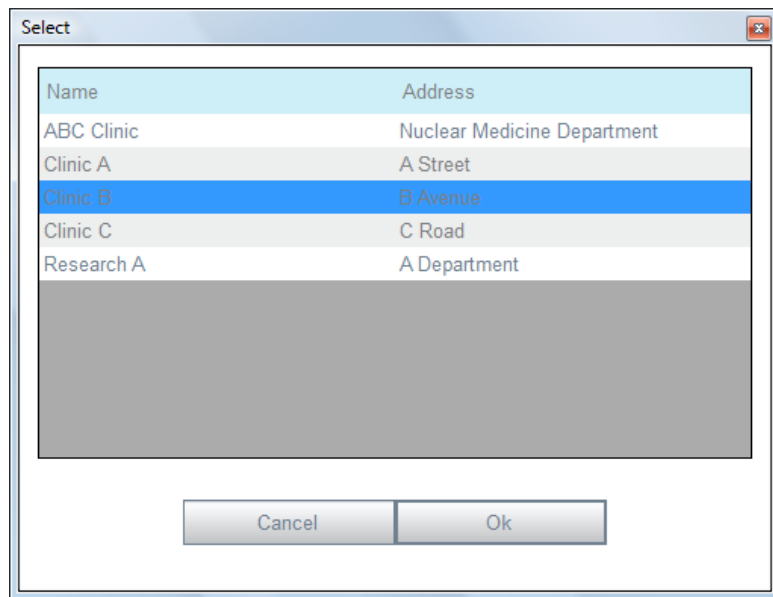 Select
Name Address
ABC Clinic Nuclear Medicine Department
Clinic A A Street
Clinic B B Avenue
Clinic C C Road
Research A A Department
Cancel Ok